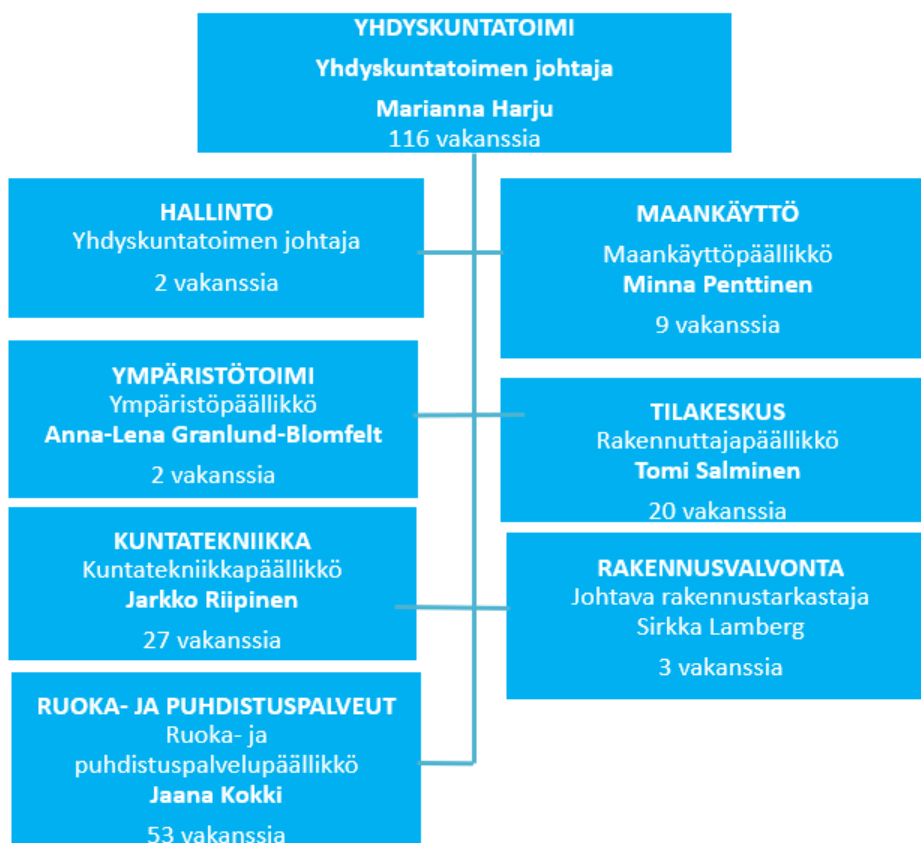 YHDYSKUNTATOIMI
Yhdyskuntatoimen johtaja
Marianna Harju
116 vakanssia
HALLINTO
Yhdyskuntatoimen johtaja
2 vakanssia
MAANKÄYTTÖ
Maankäyttöpäällikkö
Minna Penttinen
9 vakanssia
YMPÄRISTÖTOIMI
Ympäristöpäällikkö
Anna-Lena Granlund-Blomfelt
2 vakanssia
TILAKESKUS
Rakennuttajapäällikkö
Tomi Salminen
20 vakanssia
KUNTATEKNIIKKA
Kuntatekniikkapäällikkö
Jarkko Riipinen
27 vakanssia
RAKENNUSVALVONTA
Johtava rakennustarkastaja
Sirkka Lamberg
3 vakanssia
RUOKA- JA PUHDISTUSPALVEUT
Ruoka- ja
puhdistuspalvelupäällikkö
Jaana Kokki
53 vakanssia